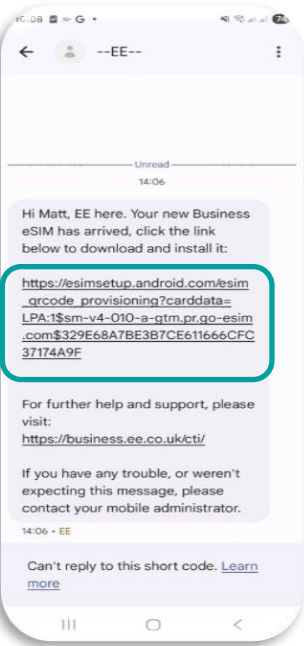 16:08 G •
74
--EE--
Unread
14:06
Hi Matt, EE here. Your new Business
eSIM has arrived, click the link
below to download and install it:
https://esimsetup.android.com/esim
_qrcode_provisioning?carddata=
LPA:1$sm-v4-010-a-gtm.pr.go-esim
.com$329E68A7BE3B7CE611666CFC
37174A9F
For further help and support, please
visit:
https://business.ee.co.uk/cti/
If you have any trouble, or weren't
expecting this message, please
contact your mobile administrator.
14:06 • EE
Can't reply to this short code. Learn
more